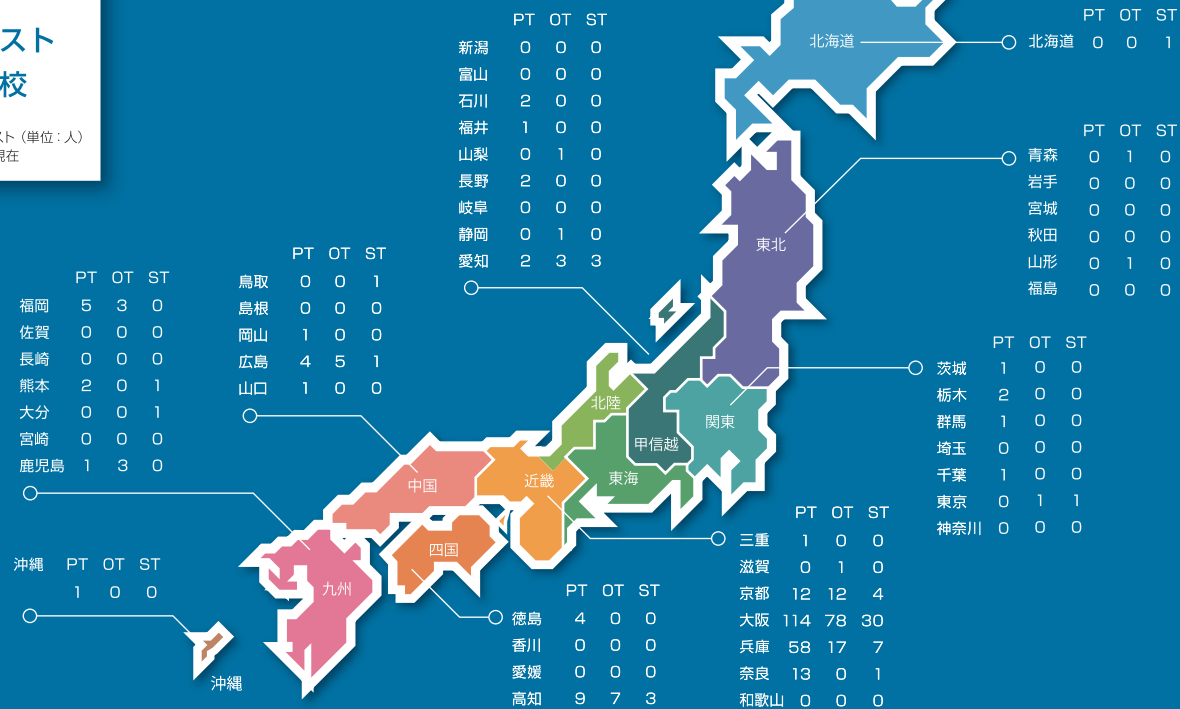 スト
校
スト（単位：人）
現在
PT OT ST
新潟 0 0 0
富山 0 0 0
石川 2 0 0
福井 1 0 0
山梨 0 1 0
長野 2 0 0
岐阜 0 0 0
静岡 0 1 0
愛知 2 3 3
PT OT ST
北海道 0 0 1
PT OT ST
青森 0 1 0
岩手 0 0 0
宮城 0 0 0
秋田 0 0 0
山形 0 1 0
福島 0 0 0
PT OT ST
鳥取 0 0 1
島根 0 0 0
岡山 1 0 0
広島 4 5 1
山口 1 0 0
PT OT ST
福岡 5 3 0
佐賀 0 0 0
長崎 0 0 0
熊本 2 0 1
大分 0 0 1
宮崎 0 0 0
鹿児島 1 3 0
PT OT ST
茨城 1 0 0
栃木 2 0 0
群馬 1 0 0
埼玉 0 0 0
千葉 1 0 0
東京 0 1 1
神奈川 0 0 0
沖縄 PT OT ST
1 0 0
PT OT ST
徳島 4 0 0
香川 0 0 0
愛媛 0 0 0
高知 9 7 3
PT OT ST
三重 1 0 0
滋賀 0 1 0
京都 12 12 4
大阪 114 78 30
兵庫 58 17 7
奈良 13 0 1
和歌山 0 0 0
北海道
東北
北陸
関東
甲信越
東海
近畿
中国
四国
九州
沖縄